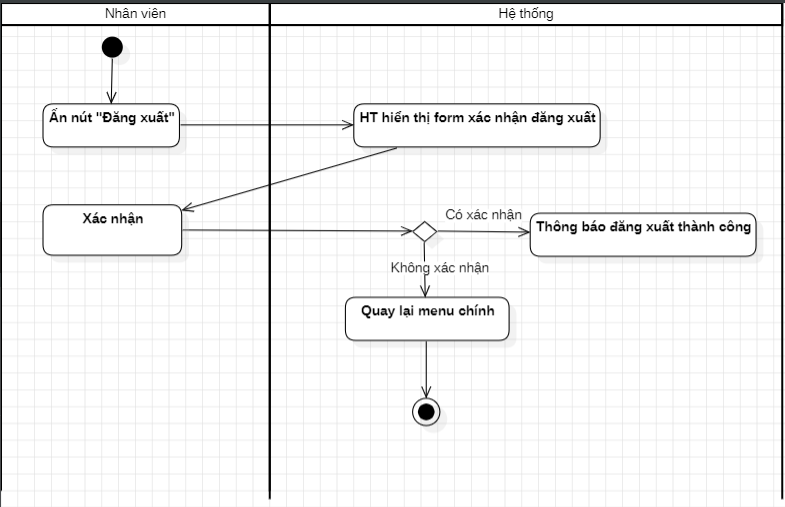 Nhân viên
Hệ thống
Ấn nút "Đăng xuất"
HT hiển thị form xác nhận đăng xuất
Xác nhận
Có xác nhận
Thông báo đăng xuất thành công
Không xác nhận
Quay lại menu chính